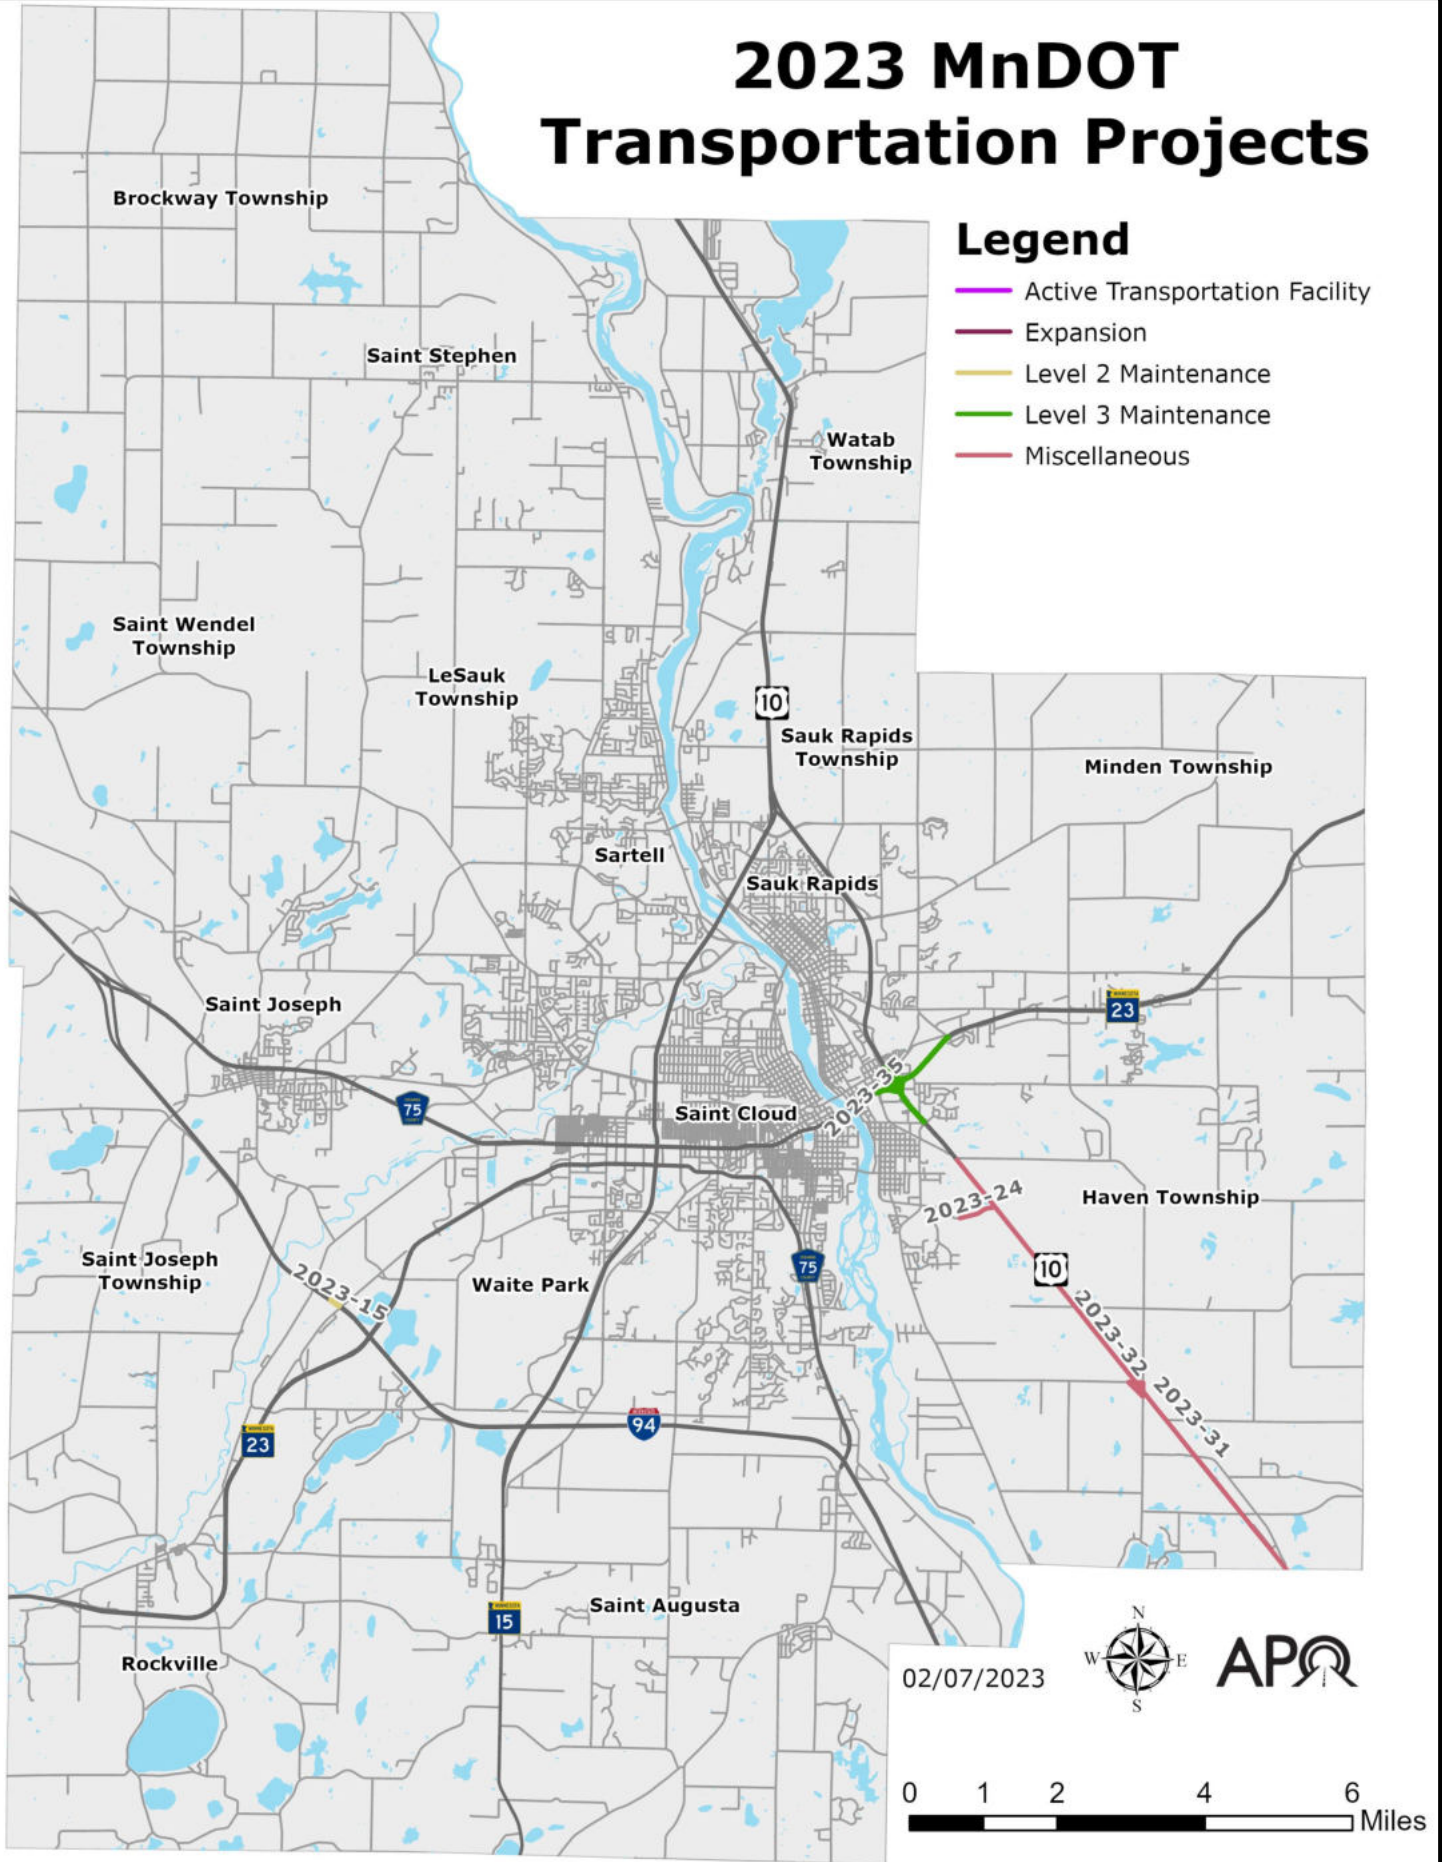 2023 MnDOT
Transportation Projects
Legend
Active Transportation Facility
Expansion
Level 2 Maintenance
Level 3 Maintenance
Miscellaneous
Brockway Township
Saint Stephen
Watab
Township
Saint Wendel
Township
LeSauk
Township
10
Sauk Rapids
Township
Minden Township
Sartell
Sauk Rapids
Saint Joseph
MINNESOTA
23
2023-35
75
Saint Cloud
2023-24
Haven Township
Saint Joseph
Township
2023-15
Waite Park
75
10
2023-32
2023-31
MINNESOTA
23
94
MINNESOTA
15
Saint Augusta
Rockville
02/07/2023
N
W
E
S
APO
0 1 2 4 6
Miles